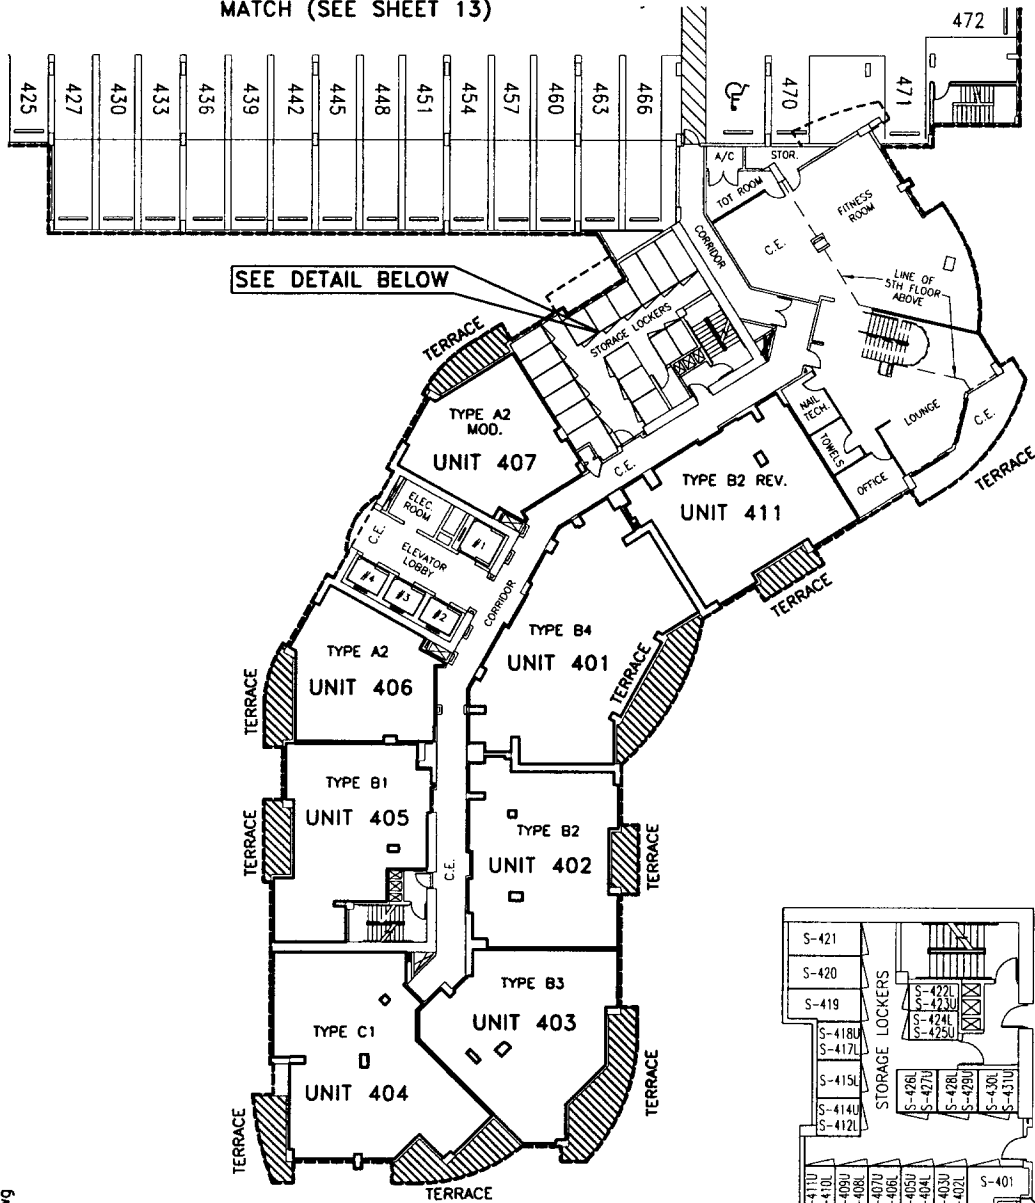 MATCH (SEE SHEET 13)
472
425
427
430
433
436
439
442
445
448
451
454
457
460
463
466
470
471
A/C
STOR.
TOT ROOM
FITNESS
ROOM
C.E.
CORRIDOR
LINE OF
5TH FLOOR
ABOVE
SEE DETAIL BELOW
STORAGE LOCKERS
TERRACE
TYPE A2
MOD.
UNIT 407
NAIL
TECH.
TOWELS
LOUNGE
C.E.
OFFICE
TERRACE
C.E.
TYPE B2 REV.
UNIT 411
TERRACE
ELEC.
ROOM
C.E.
ELEVATOR
LOBBY
#1
#4
#3
#2
CORRIDOR
TYPE B4
UNIT 401
TERRACE
TYPE A2
UNIT 406
TERRACE
TYPE B1
UNIT 405
TERRACE
C.E.
TYPE B2
UNIT 402
TERRACE
TYPE B3
UNIT 403
TERRACE
TYPE C1
UNIT 404
TERRACE
TERRACE
S-421
S-420
S-419
S-418U
S-417L
S-415L
S-414U
S-412L
STORAGE LOCKERS
S-422L
S-423U
S-424L
S-425U
S-426L
S-427U
S-428L
S-429U
S-430L
S-431U
S-401